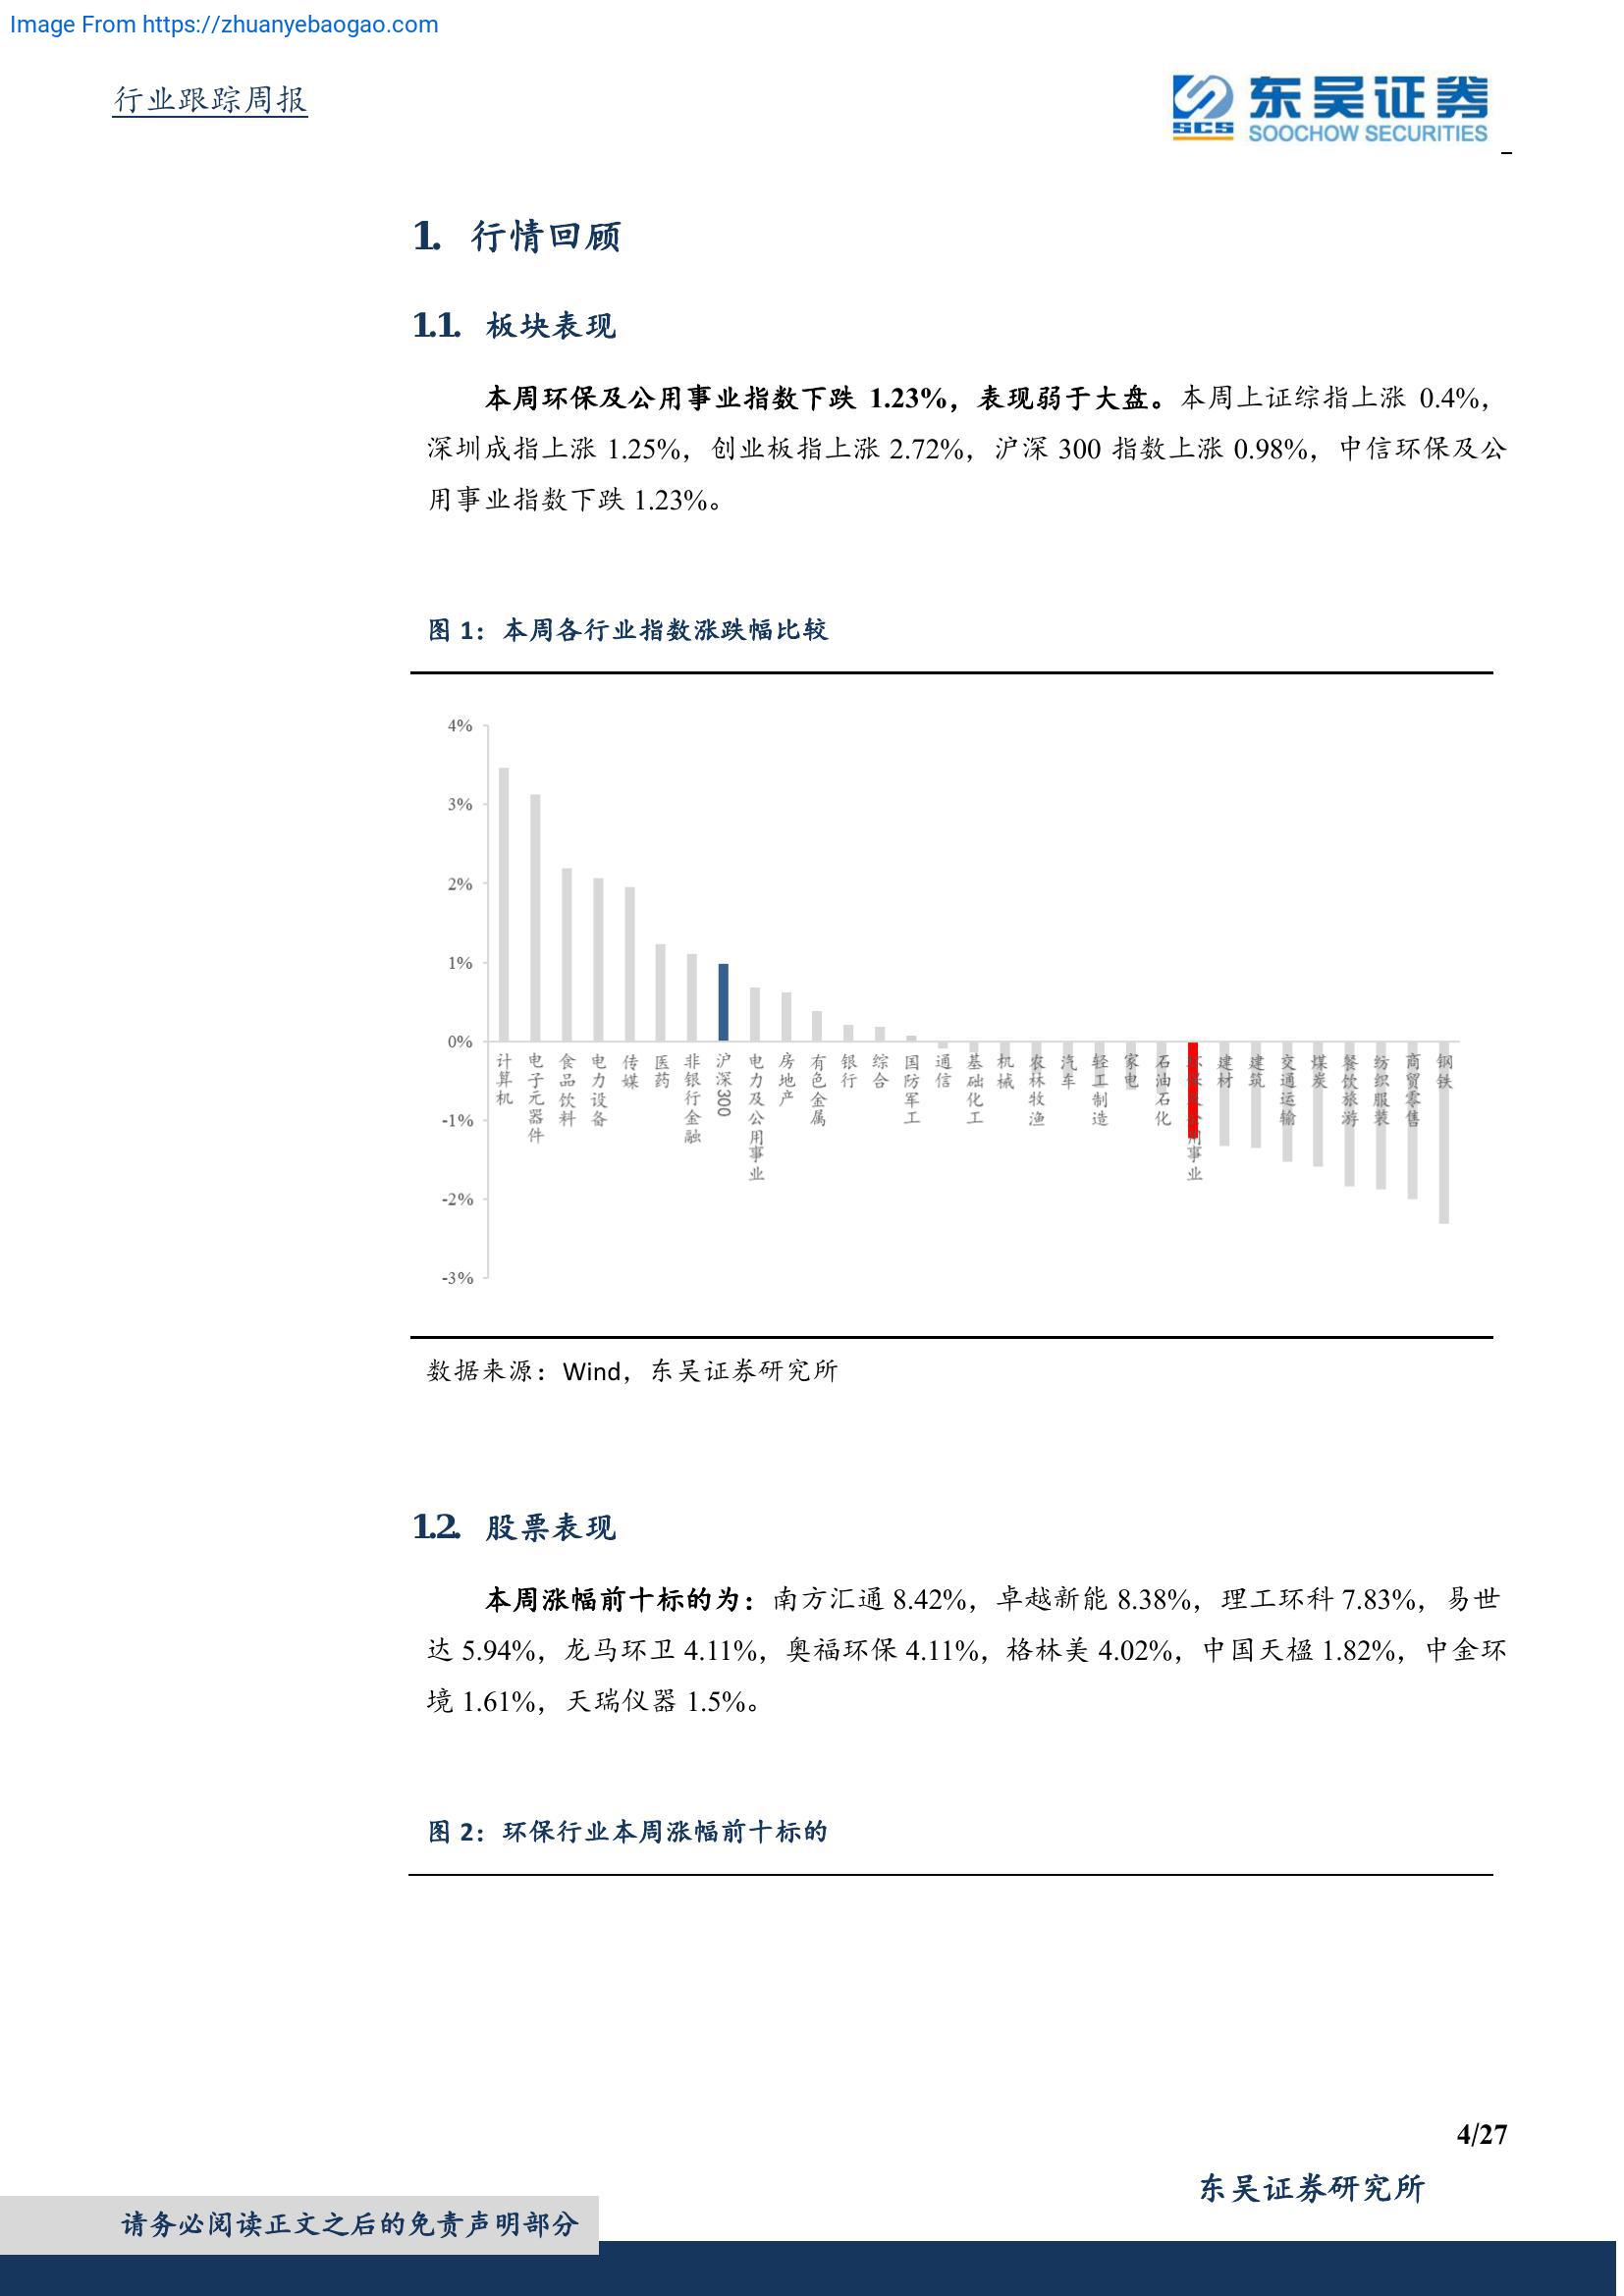 Image From https://zhuanyebaogao.com
行业跟踪周报
东吴证券
SCS
SOOCHOW SECURITIES
1. 行情回顾
1.1. 板块表现
本周环保及公用事业指数下跌 1.23%，表现弱于大盘。本周上证综指上涨 0.4%，
深圳成指上涨 1.25%，创业板指上涨 2.72%，沪深 300 指数上涨 0.98%，中信环保及公
用事业指数下跌 1.23%。
图 1：本周各行业指数涨跌幅比较
4%
3%
2%
1%
0%
-1%
-2%
-3%
计算机
电子元器件
食品饮料
电力设备
传媒
医药
非银行金融
沪深300
电力及公用事业
房地产
有色金属
银行
综合
国防军工
通信
基础化工
机械
农林牧渔
汽车
轻工制造
家电
石油石化
环保及公用事业
建材
建筑
交通运输
煤炭
餐饮旅游
纺织服装
商贸零售
钢铁
数据来源：Wind，东吴证券研究所
1.2. 股票表现
本周涨幅前十标的为：南方汇通 8.42%，卓越新能 8.38%，理工环科 7.83%，易世
达 5.94%，龙马环卫 4.11%，奥福环保 4.11%，格林美 4.02%，中国天楹 1.82%，中金环
境 1.61%，天瑞仪器 1.5%。
图 2：环保行业本周涨幅前十标的
4/27
东吴证券研究所
请务必阅读正文之后的免责声明部分